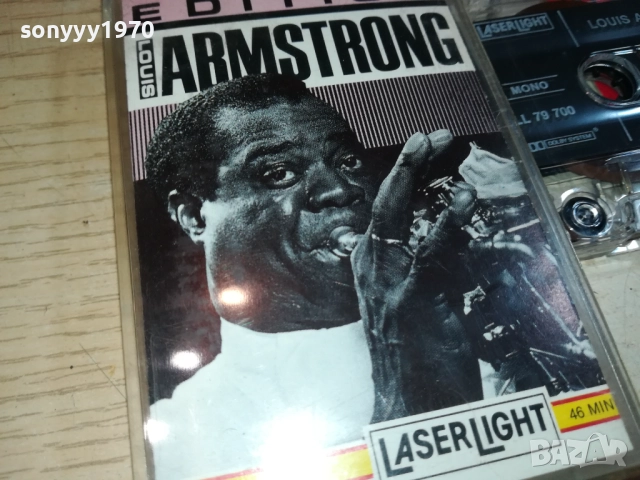 sonyyy1970
EDITION
LOUIS
ARMSTRONG
LASERLIGHT
46 MIN
LASERLIGHT
LOUIS
MONO
LL 79 700
DOLBY SYSTEM
BAZAR